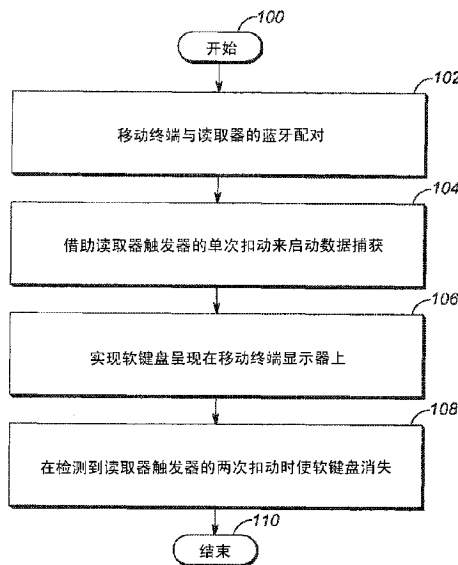 100
开始
102
移动终端与读取器的蓝牙配对
104
借助读取器触发器的单次扣动来启动数据捕获
106
实现软键盘呈现在移动终端显示器上
108
在检测到读取器触发器的两次扣动时使软键盘消失
110
结束